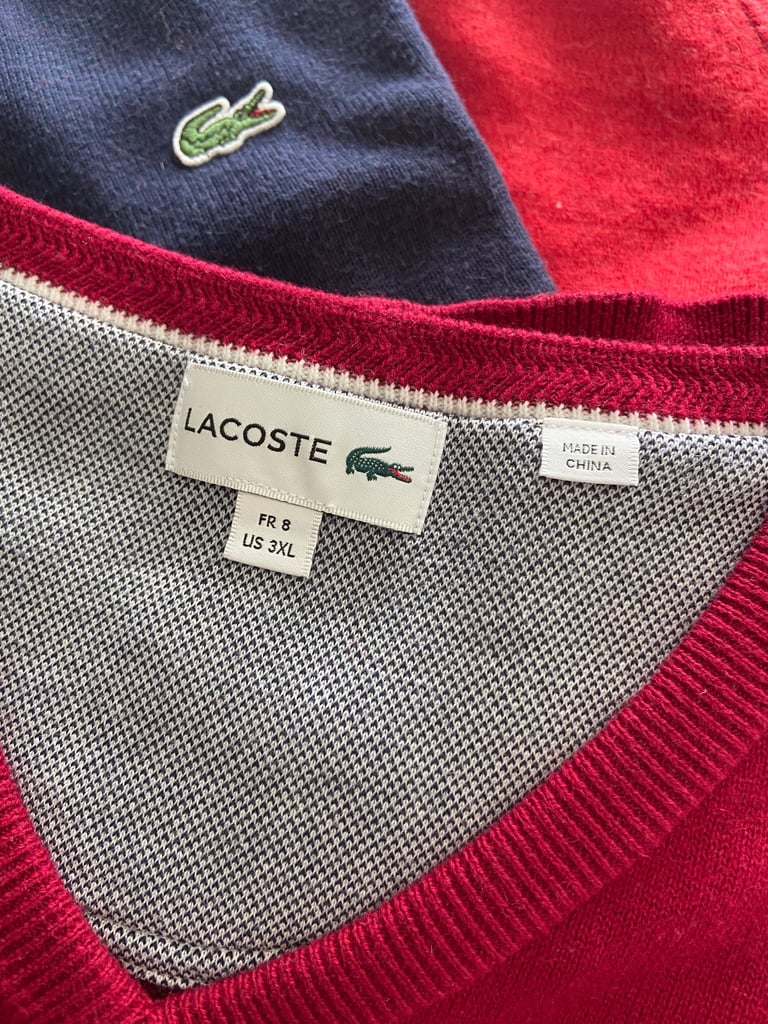 LACOSTE
FR 8
US 3XL
MADE IN
CHINA